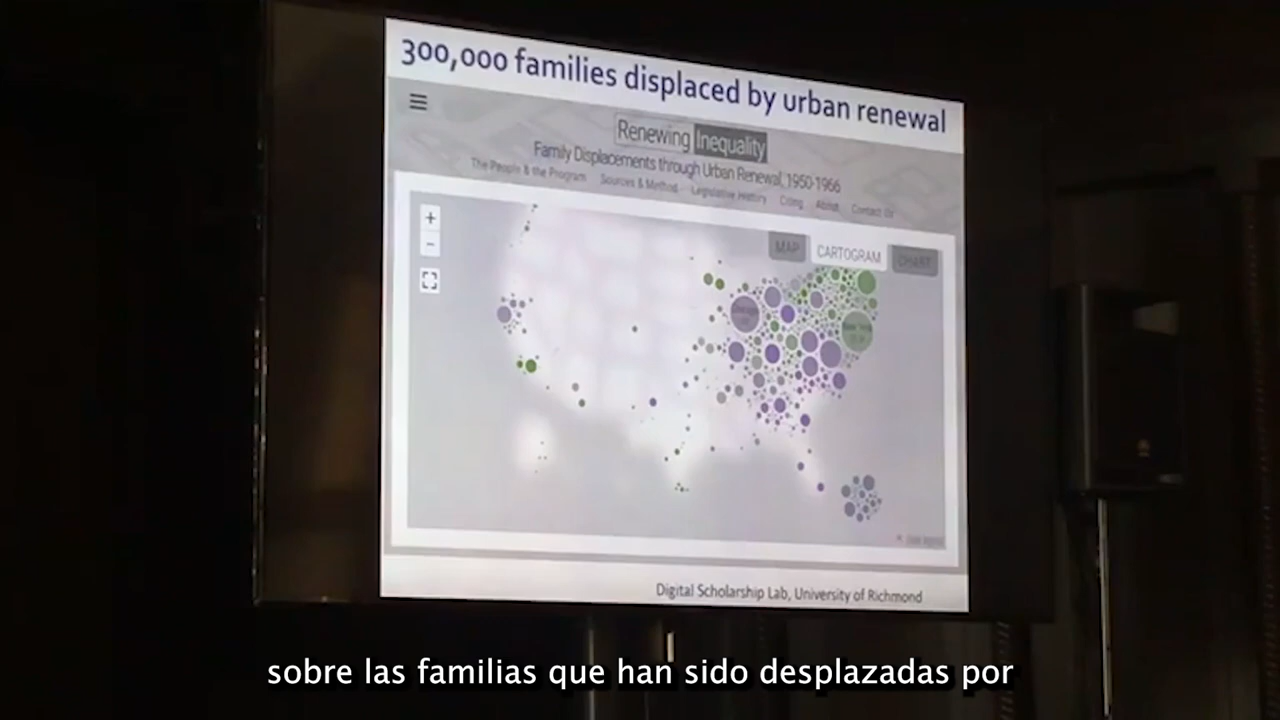 300,000 families displaced by urban renewal
Renewing Inequality
Family Displacements through Urban Renewal, 1950-1966
The People & the Program Sources & Method Legislative History Citing About Contact Us
+
MAP CARTOGRAM CHART
−
New York
Digital Scholarship Lab, University of Richmond
sobre las familias que han sido desplazadas por